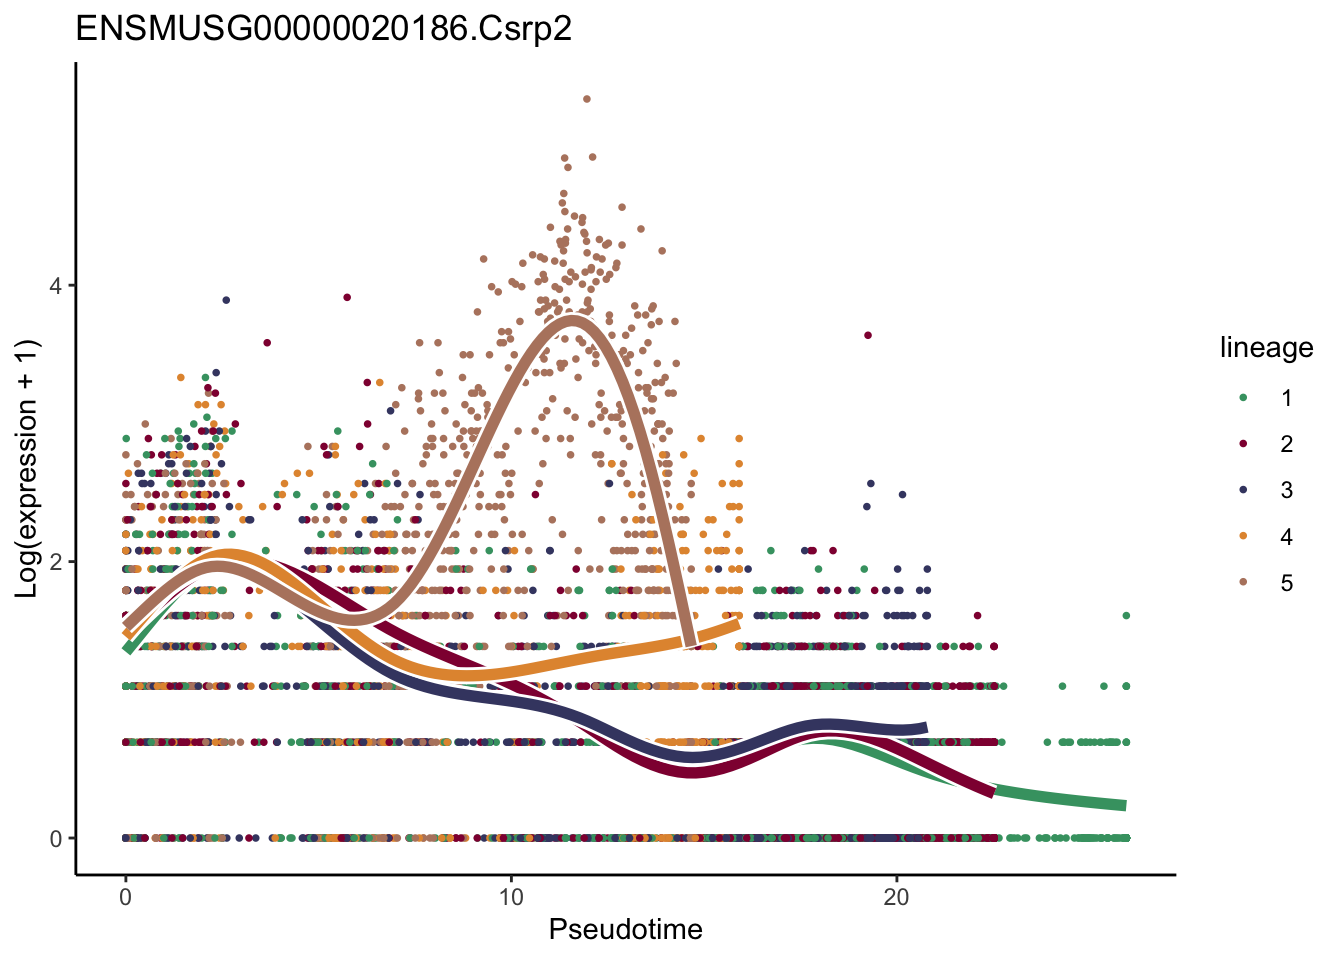 ENSMUSG00000020186.Csrp2
Log(expression + 1)
4
2
0
0 10 20
Pseudotime
lineage
1
2
3
4
5